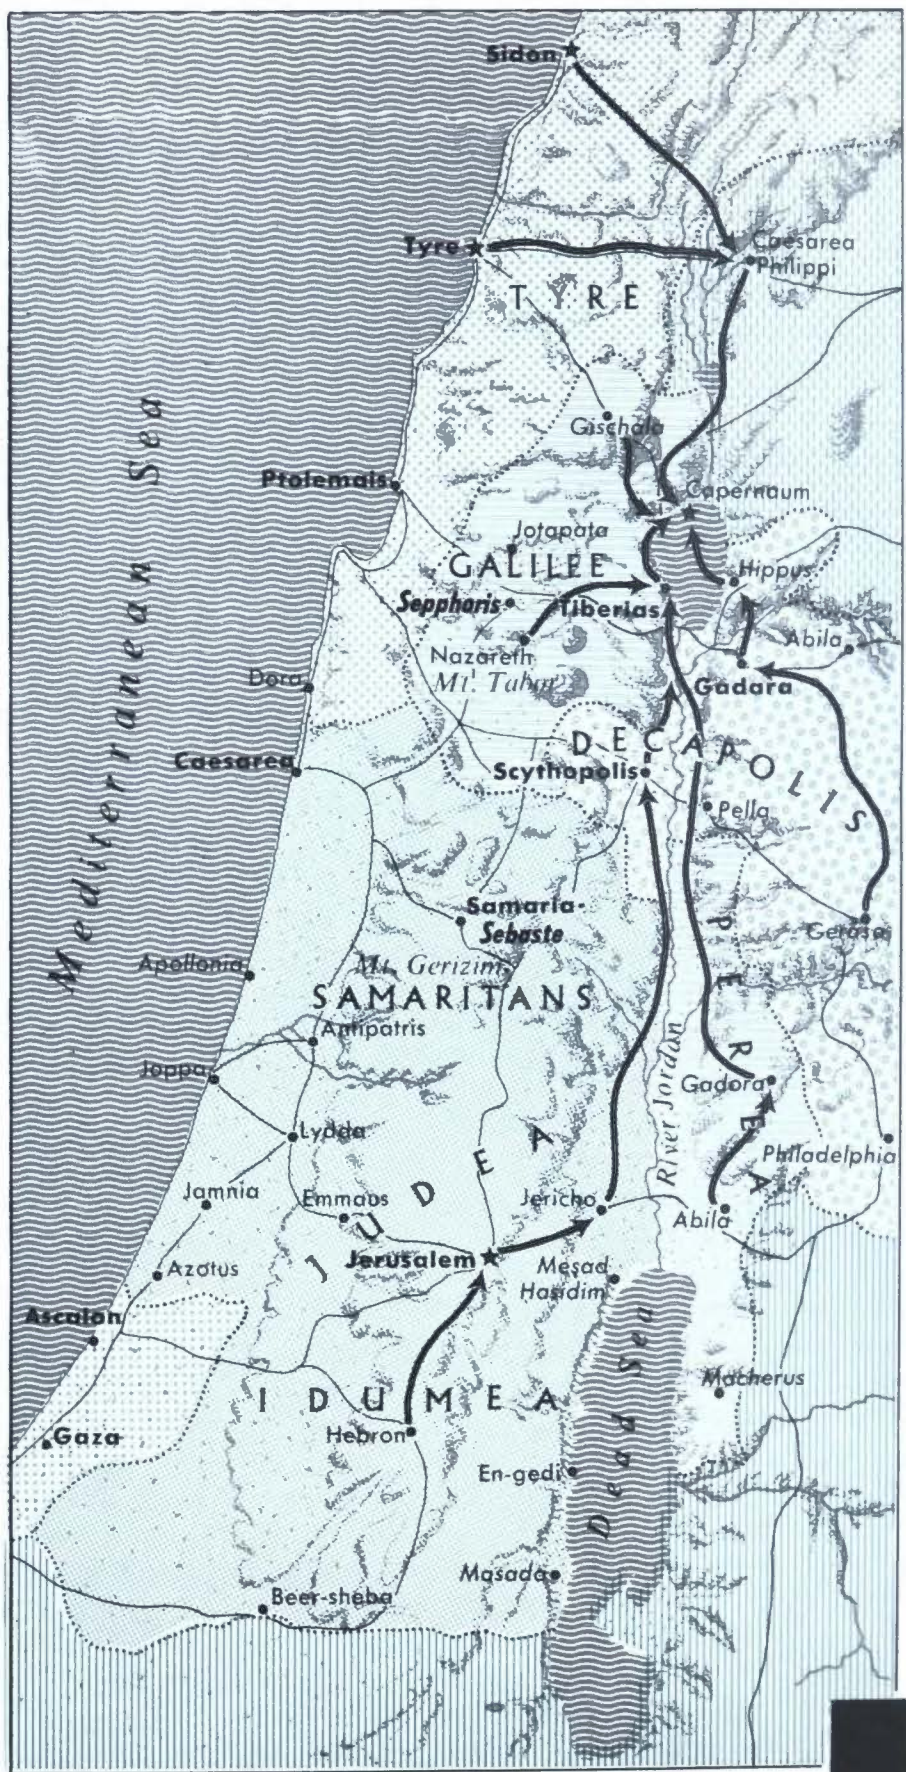 Sidon
Tyre
Caesarea
Philippi
TYRE
Gischala
Mediterranean Sea
Ptolemais
Capernaum
Jotapata
GALILEE
Hippus
Sepphoris
Tiberias
Nazareth
Abila
Mt. Tabor
Gadara
Dora
DECAPOLIS
Caesarea
Scythopolis
Pella
Samaria-
Sebaste
Gerasa
Apollonia
Mt. Gerizim
SAMARITANS
PEREA
Antipatris
River Jordan
Joppa
Gadora
Lydda
Philadelphia
JUDEA
Jamnia
Emmaus
Jericho
Abila
Jerusalem
Azotus
Meṣad
Hasidim
Ascalon
Dead Sea
IDUMEA
Macherus
Gaza
Hebron
En-gedi
Masada
Beer-sheba